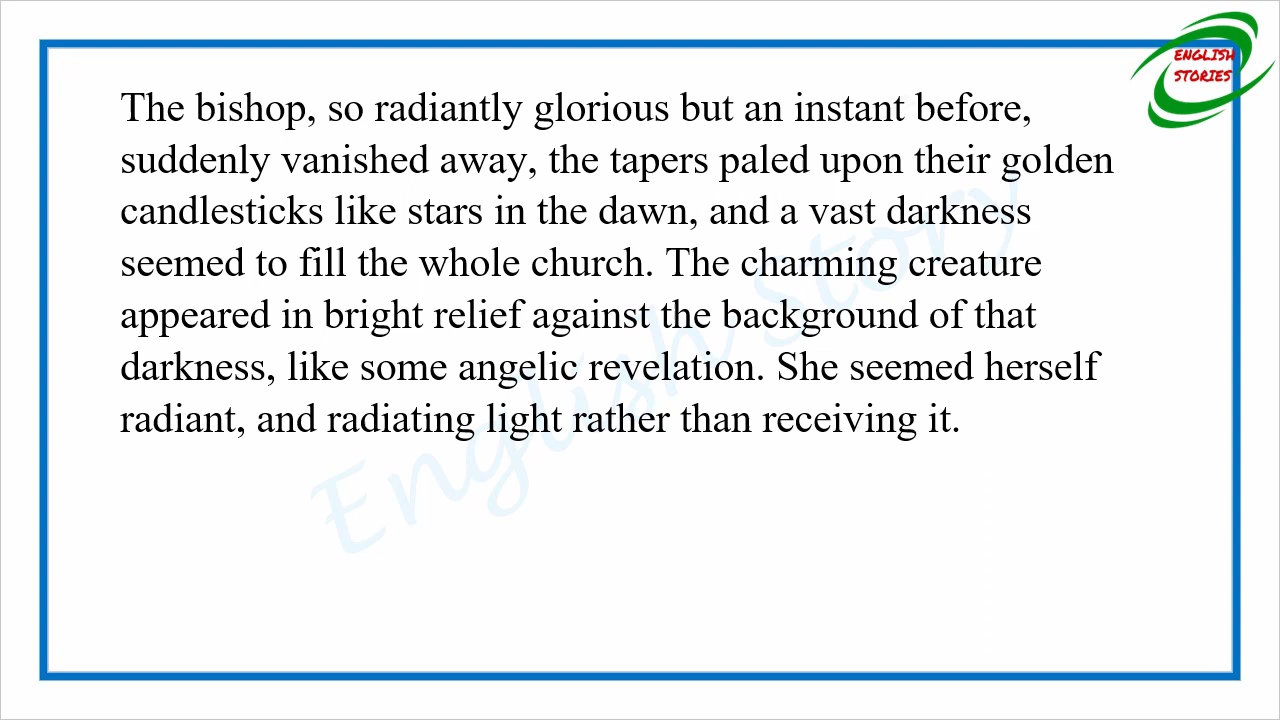 ENGLISH
STORIES
The bishop, so radiantly glorious but an instant before,
suddenly vanished away, the tapers paled upon their golden
candlesticks like stars in the dawn, and a vast darkness
seemed to fill the whole church. The charming creature
appeared in bright relief against the background of that
darkness, like some angelic revelation. She seemed herself
radiant, and radiating light rather than receiving it.
English Story